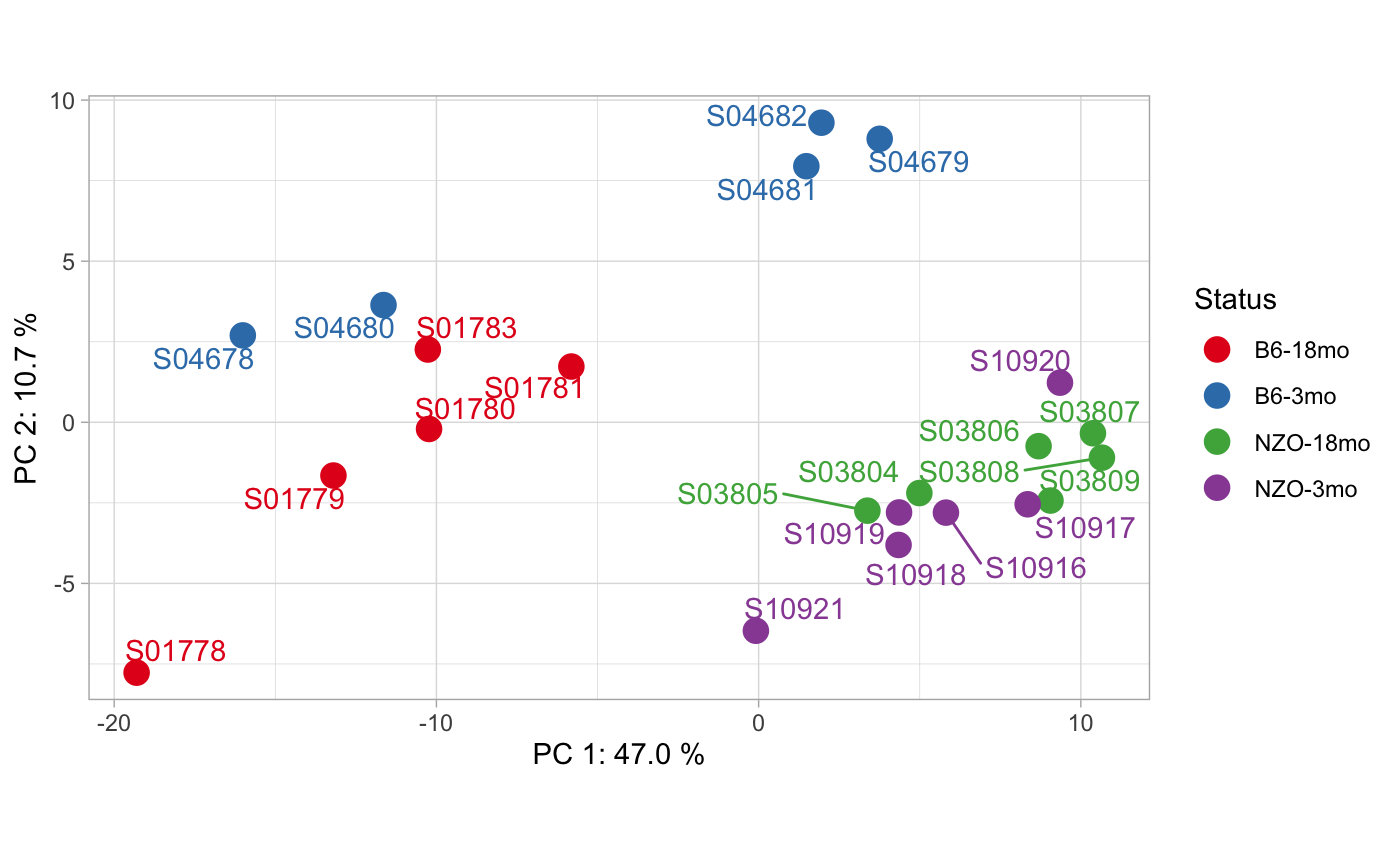 10
5
0
-5
-20
-10
0
10
PC 2: 10.7 %
PC 1: 47.0 %
S04682
S04679
S04681
S04680
S04678
S01783
S01781
S01780
S01779
S01778
S10920
S03807
S03806
S03808
S03804
S03809
S03805
S10917
S10919
S10916
S10918
S10921
Status
B6-18mo
B6-3mo
NZO-18mo
NZO-3mo